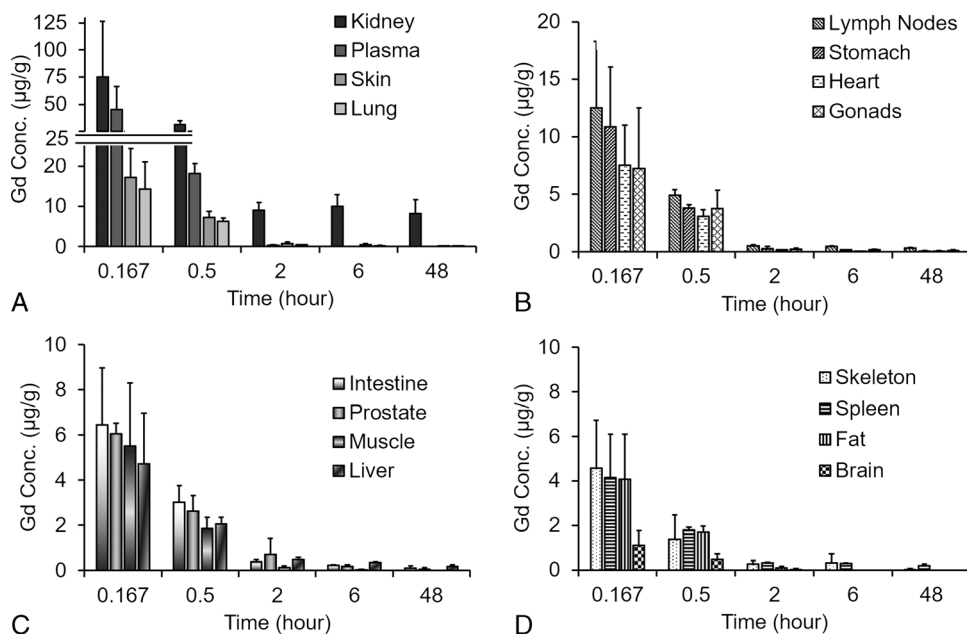 125
100
75
50
25
20
10
0
Gd Conc. (µg/g)
Kidney
Plasma
Skin
Lung
0.167 0.5 2 6 48
Time (hour)
A
20
15
10
5
0
Gd Conc. (µg/g)
Lymph Nodes
Stomach
Heart
Gonads
0.167 0.5 2 6 48
Time (hour)
B
10
8
6
4
2
0
Gd Conc. (µg/g)
Intestine
Prostate
Muscle
Liver
0.167 0.5 2 6 48
Time (hour)
C
10
8
6
4
2
0
Gd Conc. (µg/g)
Skeleton
Spleen
Fat
Brain
0.167 0.5 2 6 48
Time (hour)
D